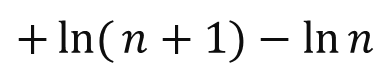 + ln(n + 1) − ln n